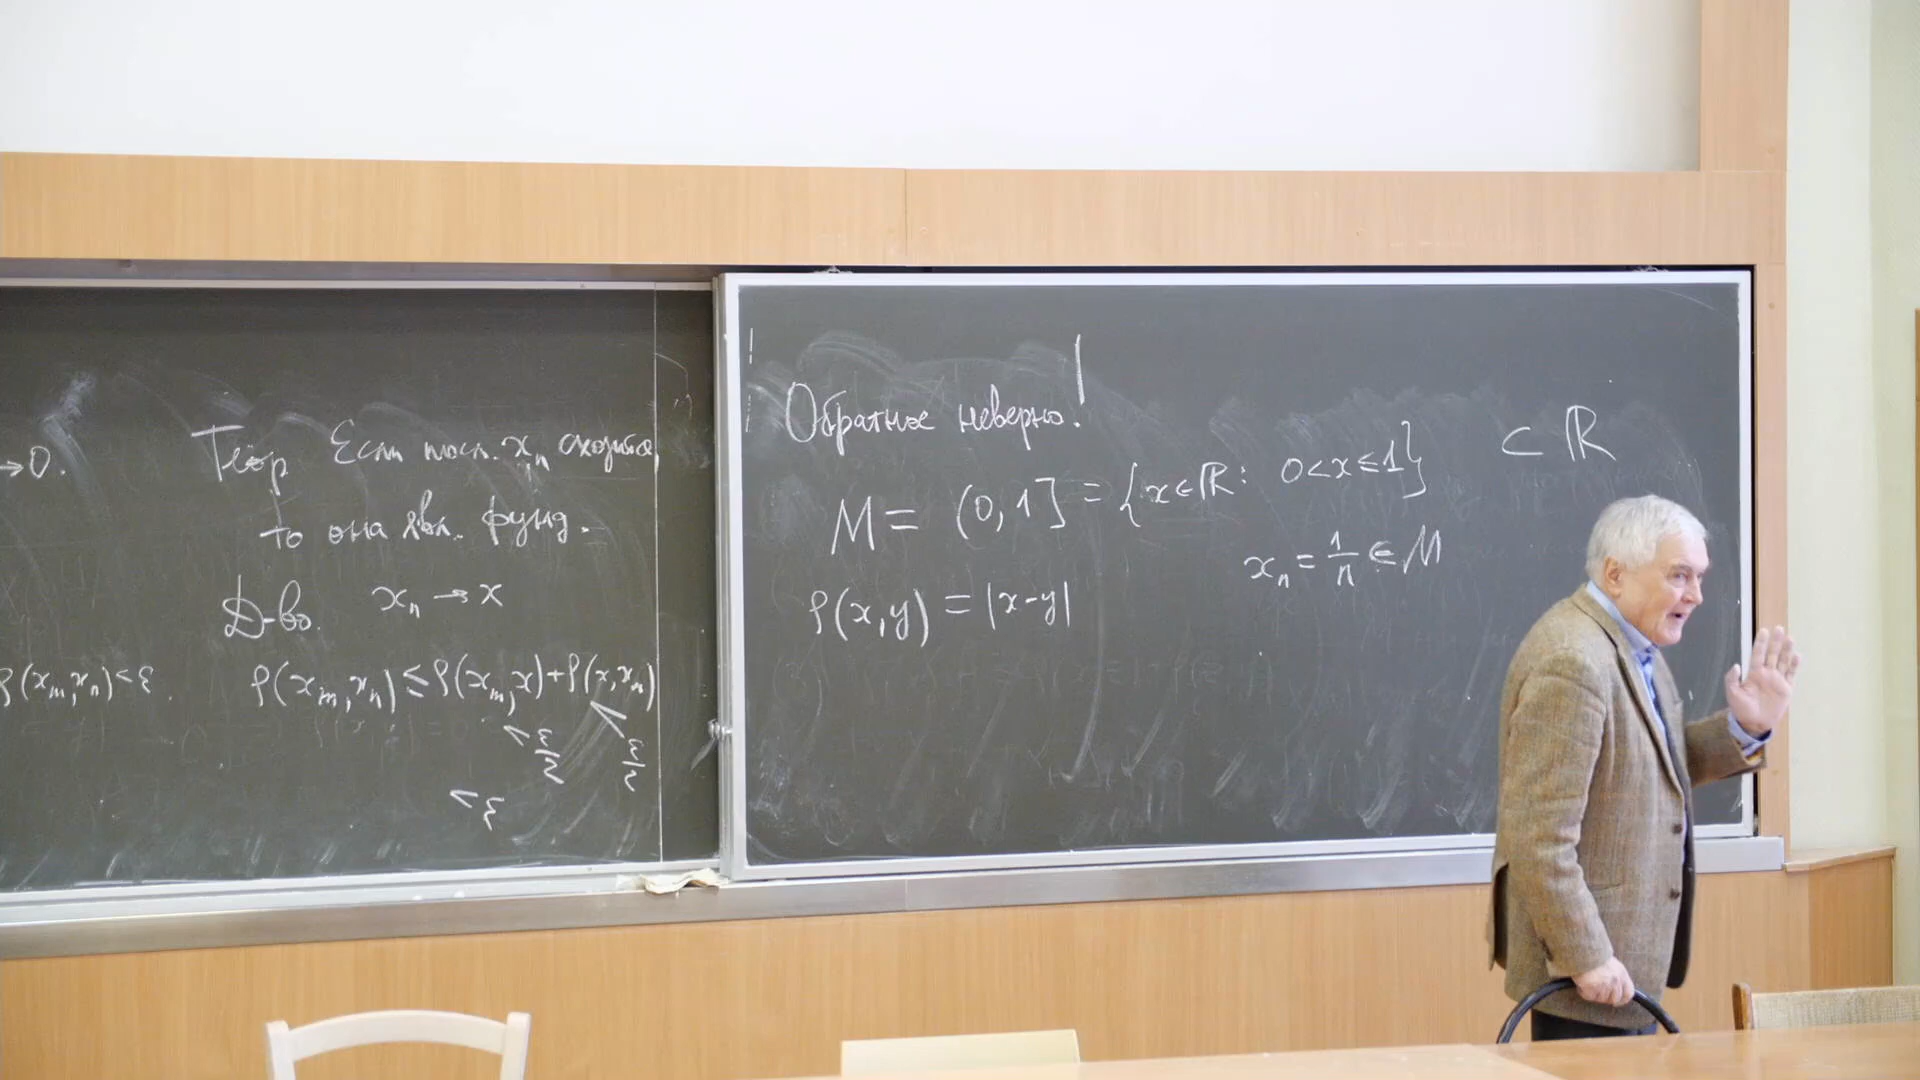 →0.
ρ(xₘ,xₙ)<ε.
Теор Если посл. xₙ сходится
то она явл. фунд.
Д-во. xₙ → x
ρ(xₘ,xₙ)≤ρ(xₘ,x)+ρ(x,xₙ)
<ε/2 <ε/2
<ε
Обратное неверно!
M = (0,1] = {x∈ℝ: 0<x≤1} ⊂ ℝ
xₙ = 1/n ∈ M
ρ(x,y) = |x-y|